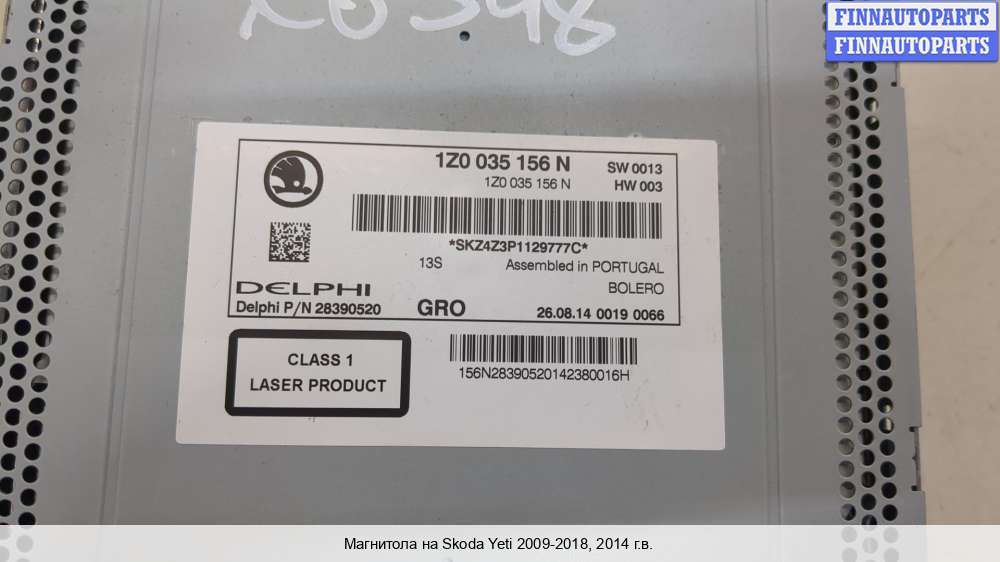 FINNAUTOPARTS
FINNAUTOPARTS
1Z0 035 156 N
SW 0013
1Z0 035 156 N
HW 003
*SKZ4Z3P1129777C*
13S
Assembled in PORTUGAL
BOLERO
DELPHI
Delphi P/N 28390520
GRO
26.08.14 0019 0066
CLASS 1
LASER PRODUCT
156N28390520142380016H
Магнитола на Skoda Yeti 2009-2018, 2014 г.в.